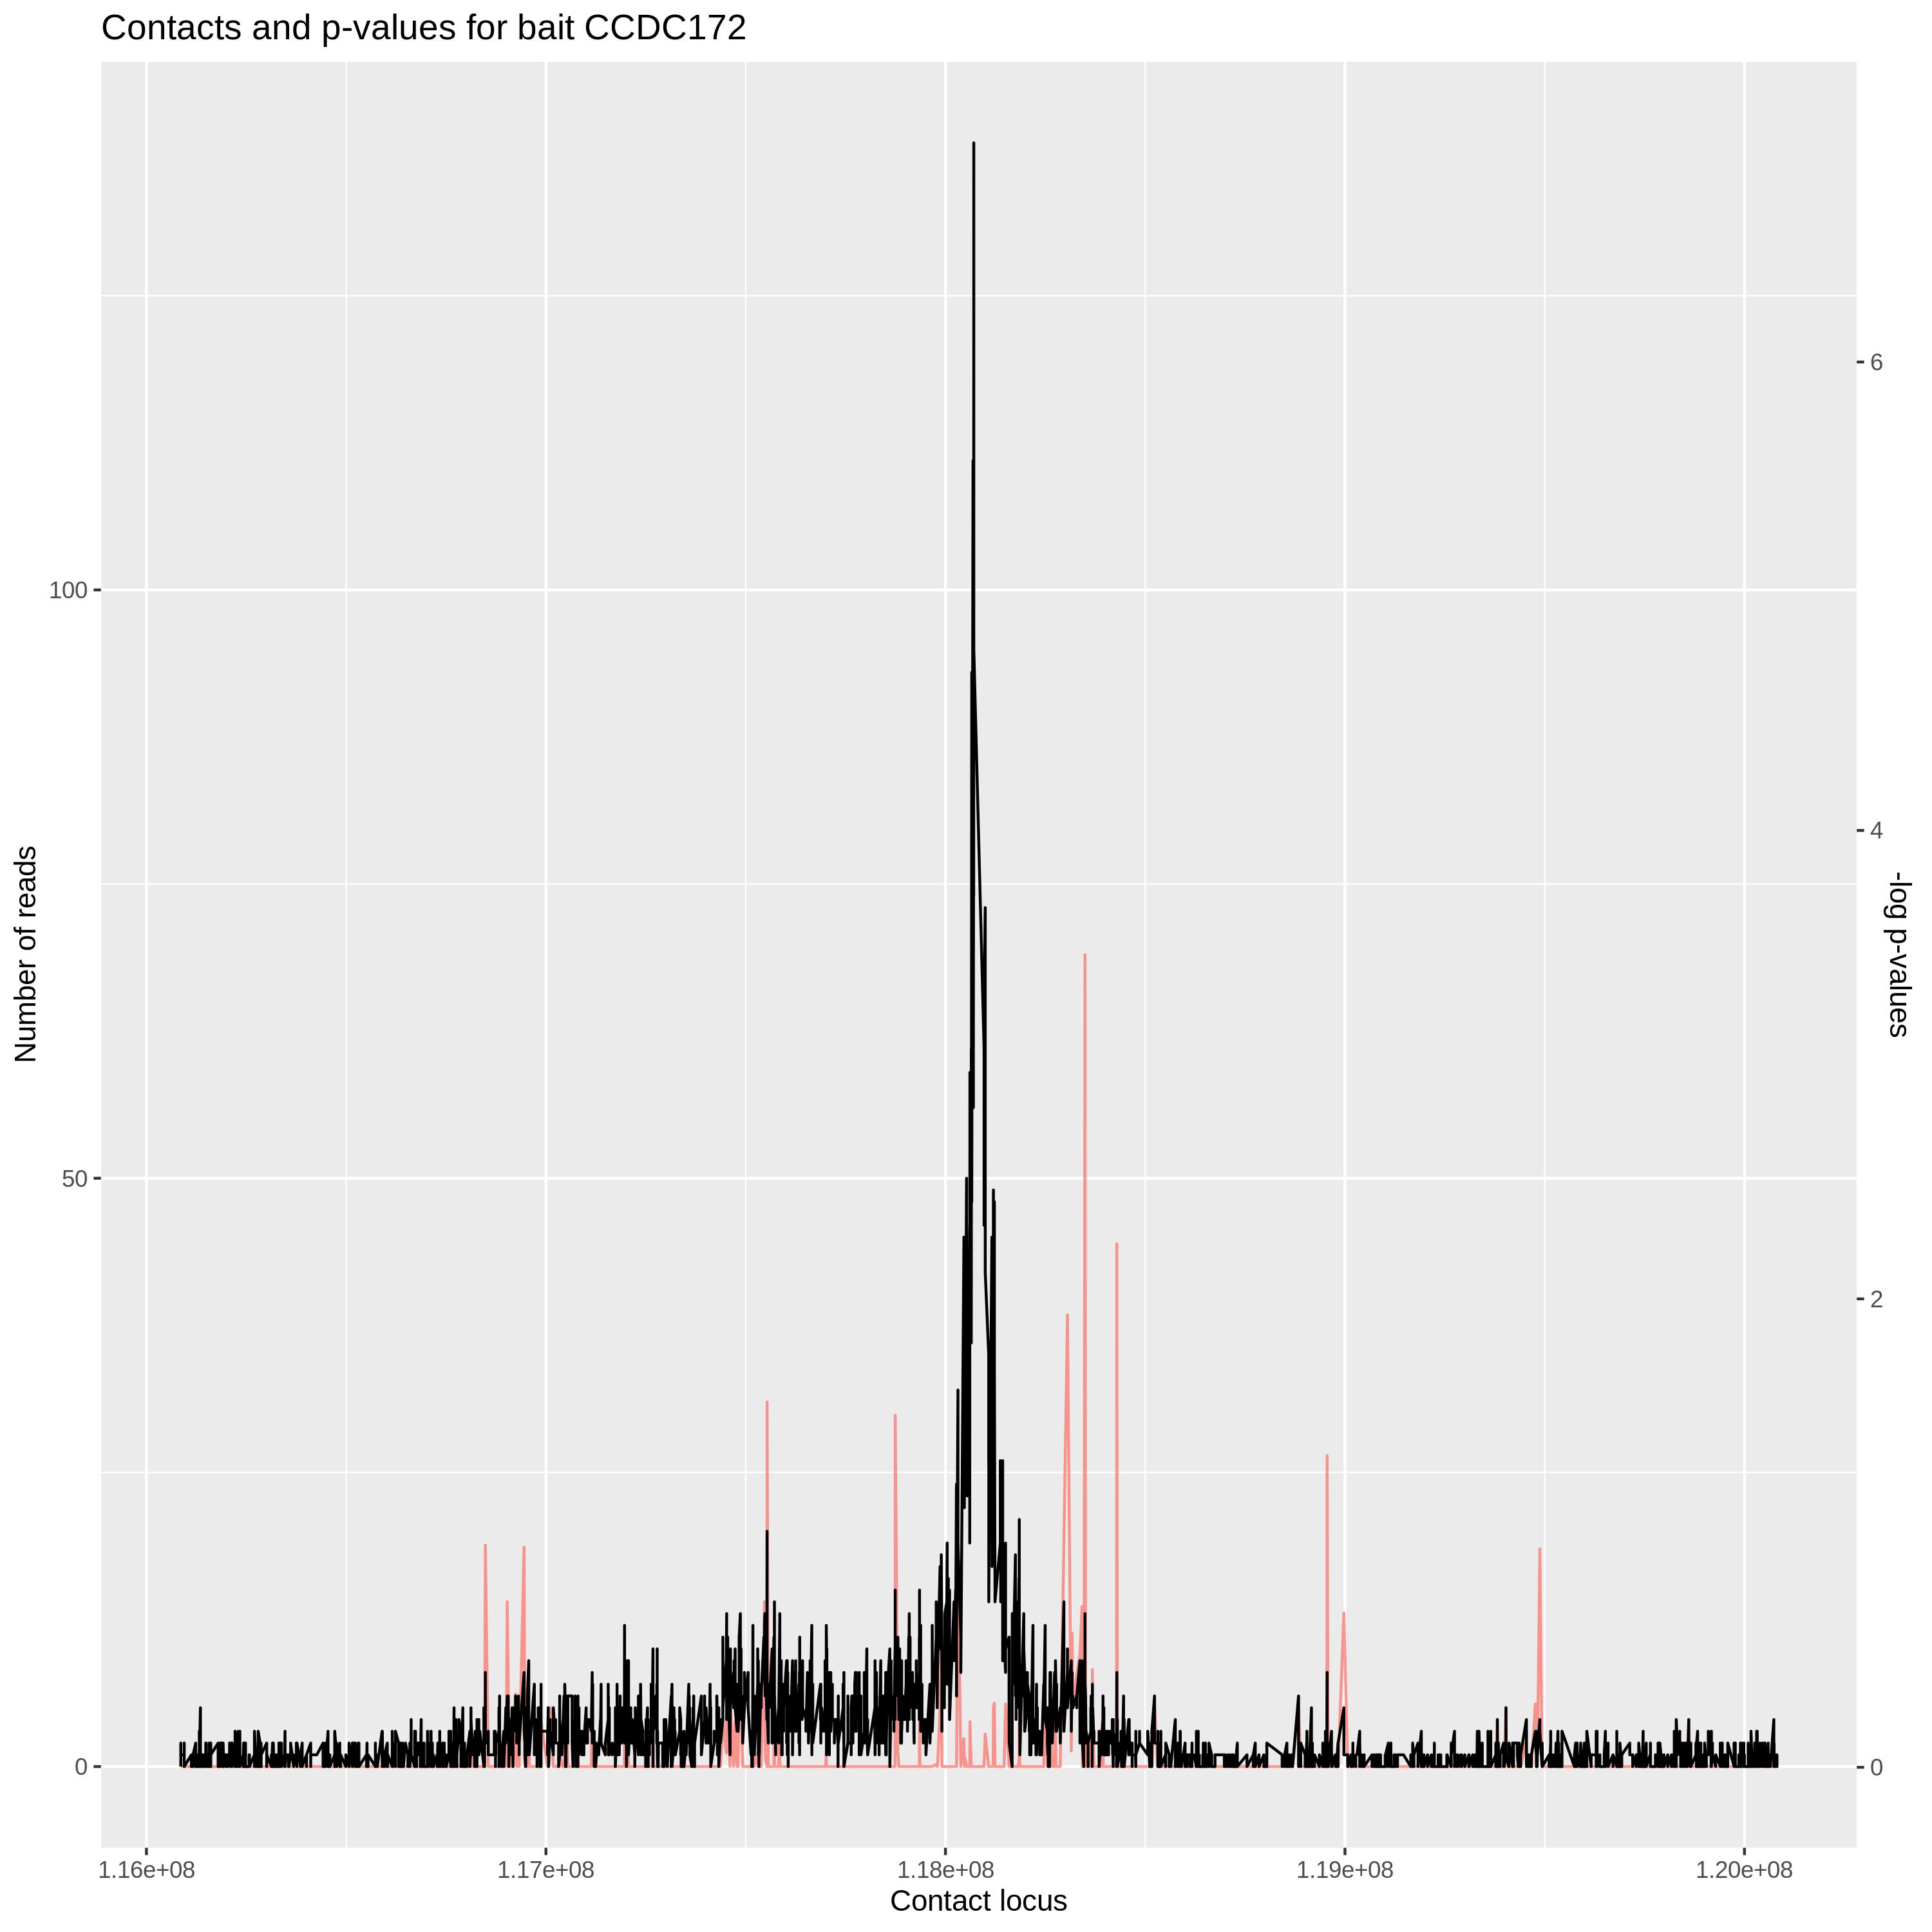 Contacts and p-values for bait CCDC172
Number of reads
100
50
0
6
4
2
0
-log p-values
1.16e+08
1.17e+08
1.18e+08
1.19e+08
1.20e+08
Contact locus